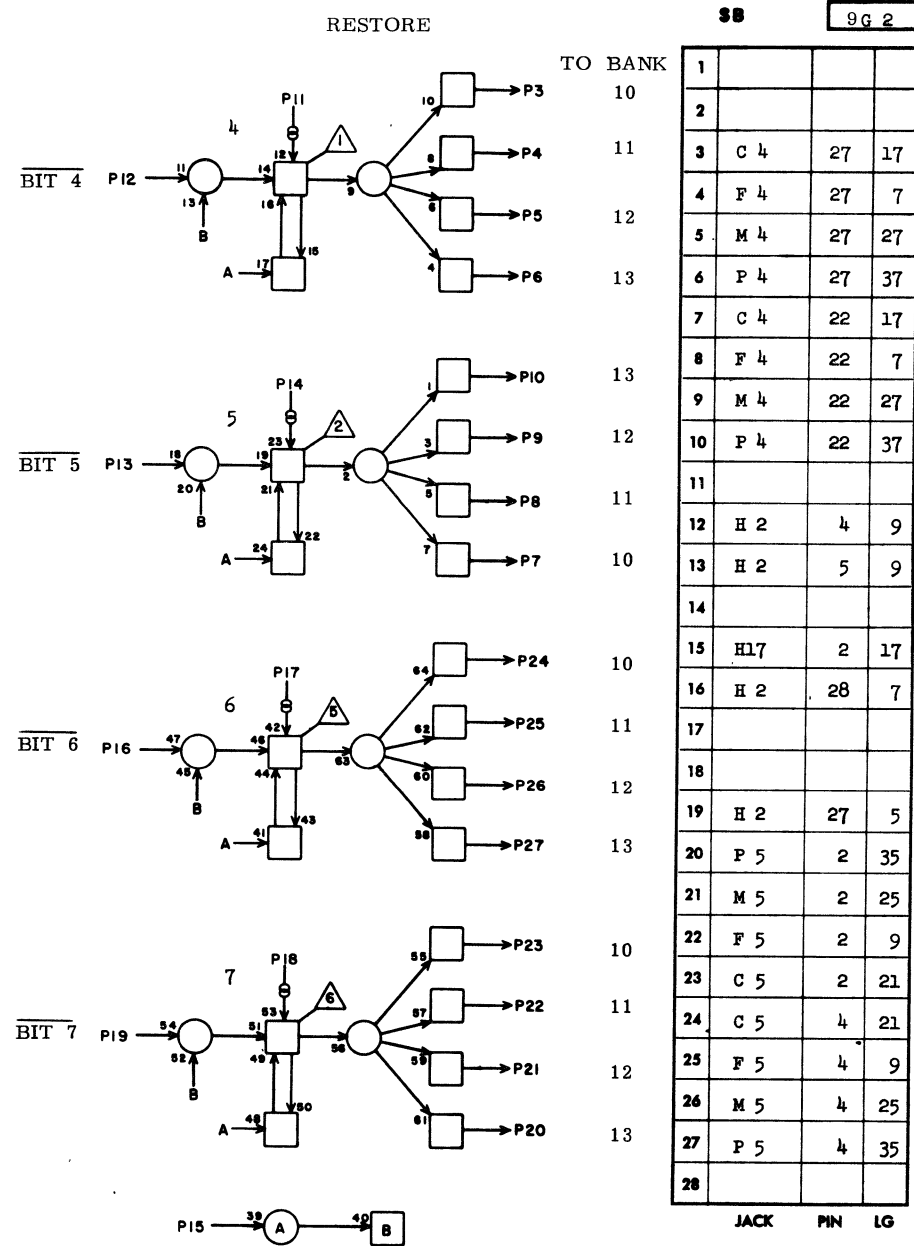 RESTORE
SB
9G 2
TO BANK
BIT 4
4
P12
11
13
B
P11
12
14
16
1
15
A
17
9
10
P3
10
8
P4
11
6
P5
12
4
P6
13
BIT 5
5
P13
18
20
B
P14
23
19
21
2
22
A
24
2
1
P10
13
3
P9
12
5
P8
11
7
P7
10
BIT 6
6
P16
47
45
B
P17
42
46
44
5
43
A
41
63
64
P24
10
62
P25
11
60
P26
12
58
P27
13
BIT 7
7
P19
54
52
B
P18
53
51
49
6
50
A
48
56
55
P23
10
57
P22
11
59
P21
12
61
P20
13
P15
39
A
40
B
1
2
3 C 4 27 17
4 F 4 27 7
5 M 4 27 27
6 P 4 27 37
7 C 4 22 17
8 F 4 22 7
9 M 4 22 27
10 P 4 22 37
11
12 H 2 4 9
13 H 2 5 9
14
15 H17 2 17
16 H 2 28 7
17
18
19 H 2 27 5
20 P 5 2 35
21 M 5 2 25
22 F 5 2 9
23 C 5 2 21
24 C 5 4 21
25 F 5 4 9
26 M 5 4 25
27 P 5 4 35
28
JACK PIN LG